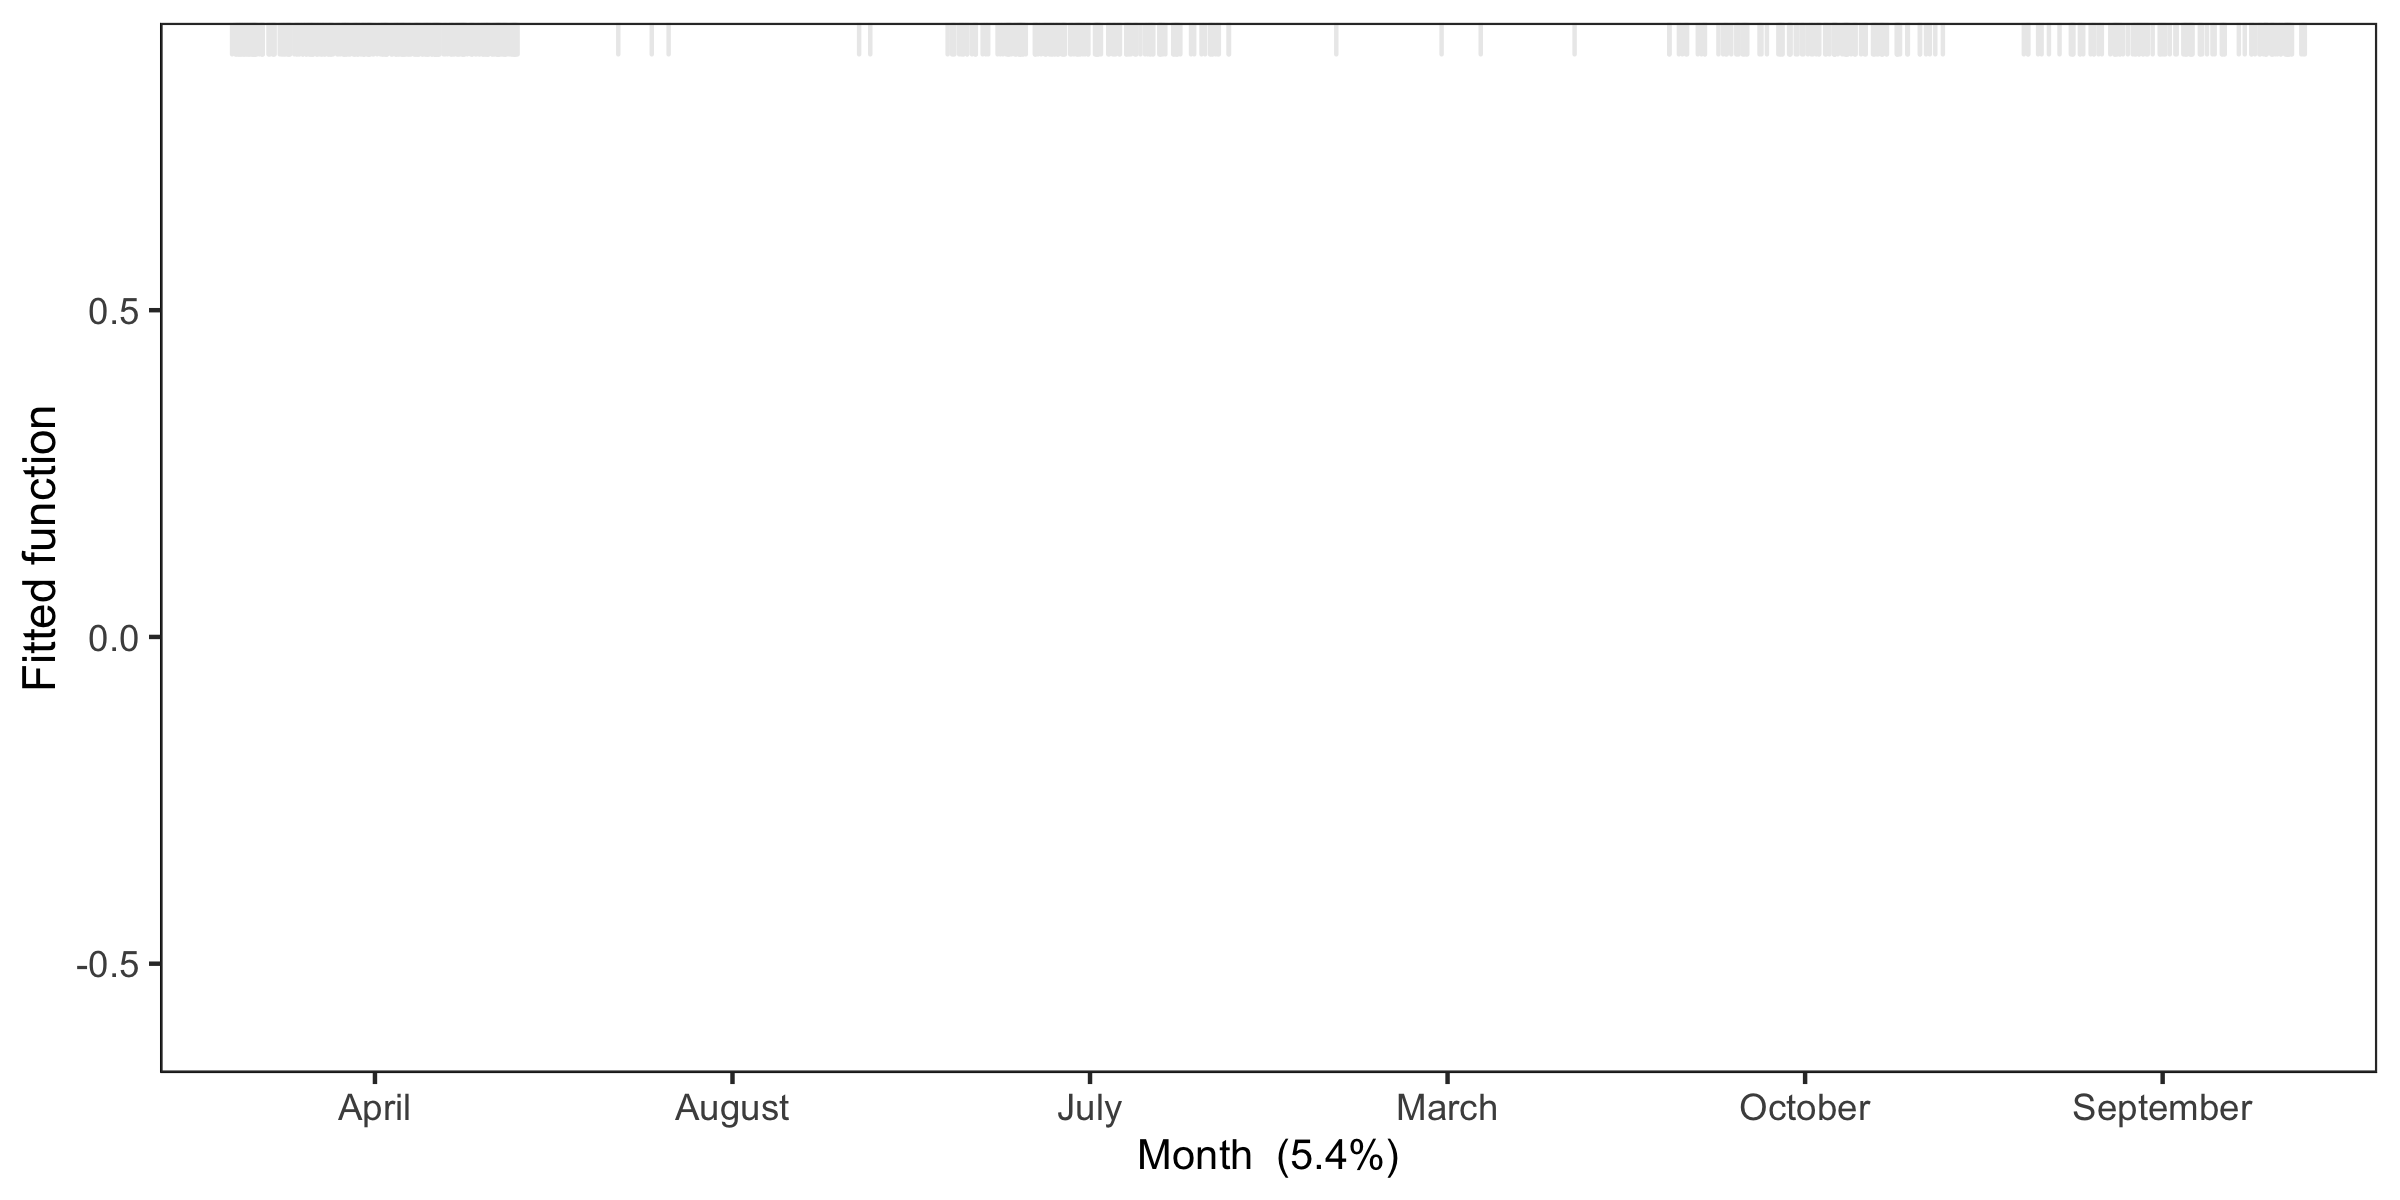 Fitted function
0.5
0.0
-0.5
April August July March October September
Month (5.4%)